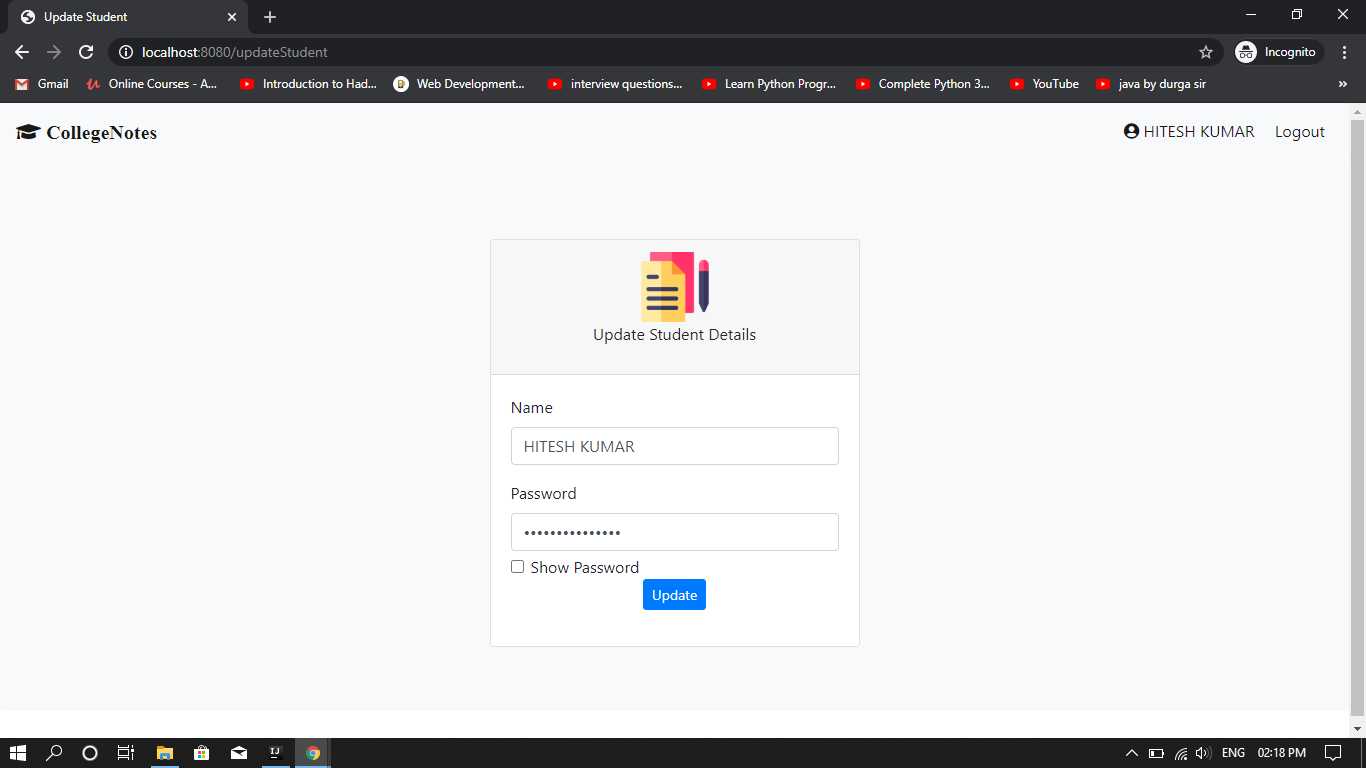 Update Student
localhost:8080/updateStudent
Incognito
Gmail
Online Courses - A...
Introduction to Had...
Web Development...
interview questions...
Learn Python Progr...
Complete Python 3...
YouTube
java by durga sir
»
CollegeNotes
HITESH KUMAR
Logout
Update Student Details
Name
HITESH KUMAR
Password
•••••••••••••••
Show Password
Update
IJ
ENG
02:18 PM